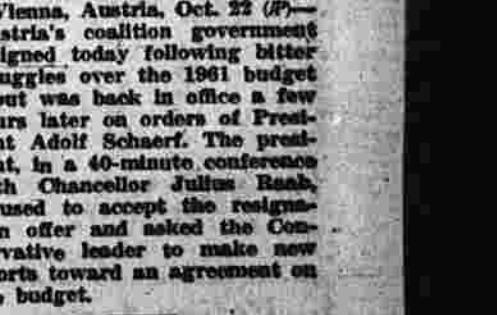 Vienna, Austria, Oct. 22 (AP)—
stria's coalition government
igned today following bitter
uggles over the 1961 budget
out was back in office a few
urs later on orders of Presi-
nt Adolf Schaerf. The presi-
nt, in a 40-minute conference
th Chancellor Julius Raab,
used to accept the resigna-
n offer and asked the Con-
rvative leader to make new
orts toward an agreement on
budget.